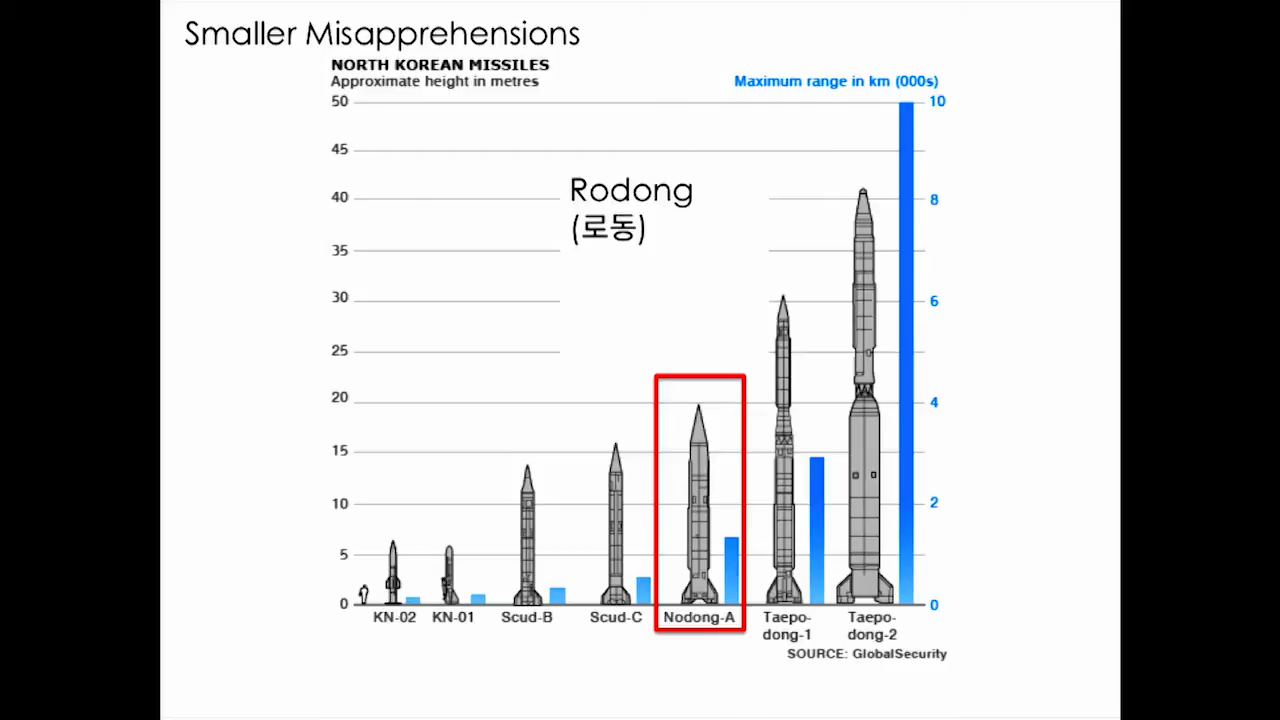 Smaller Misapprehensions
NORTH KOREAN MISSILES
Approximate height in metres
Maximum range in km (000s)
50
10
45
Rodong
(로동)
40
8
35
30
6
25
20
4
15
10
2
5
0
0
KN-02
KN-01
Scud-B
Scud-C
Nodong-A
Taepo-
dong-1
Taepo-
dong-2
SOURCE: GlobalSecurity